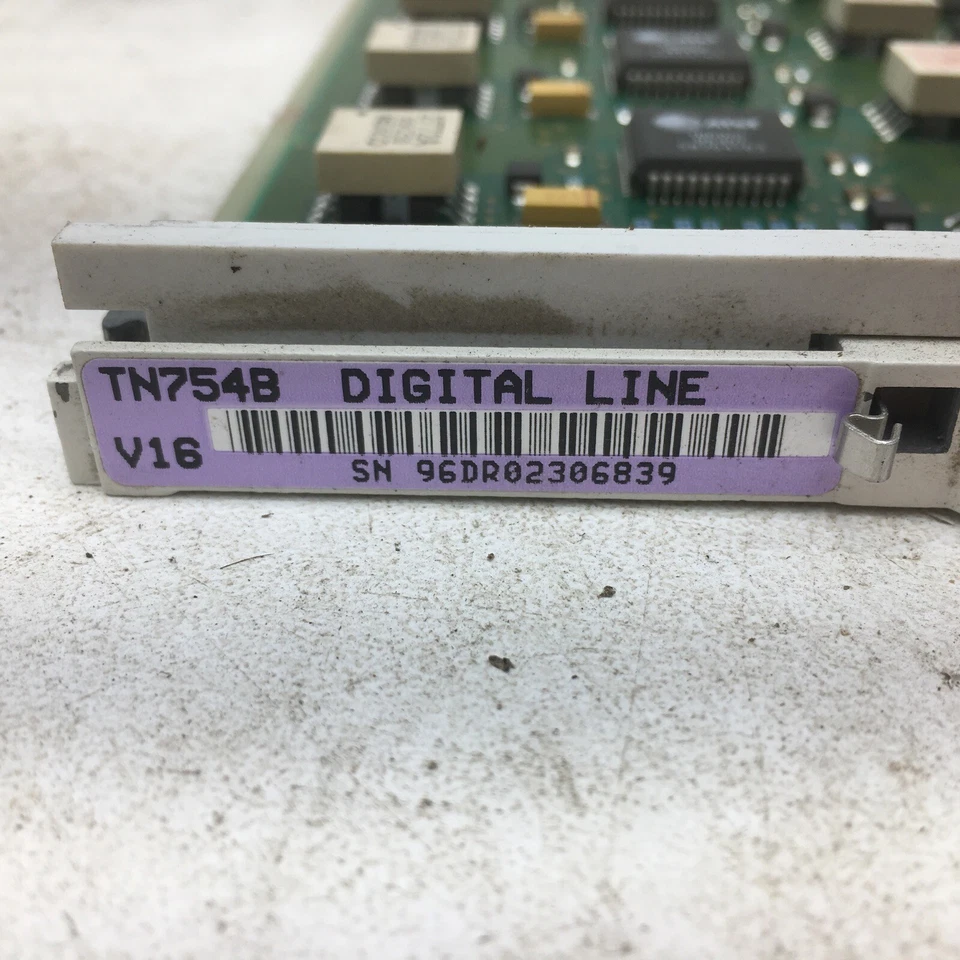 TN754B DIGITAL LINE
V16
SN 96DR02306839